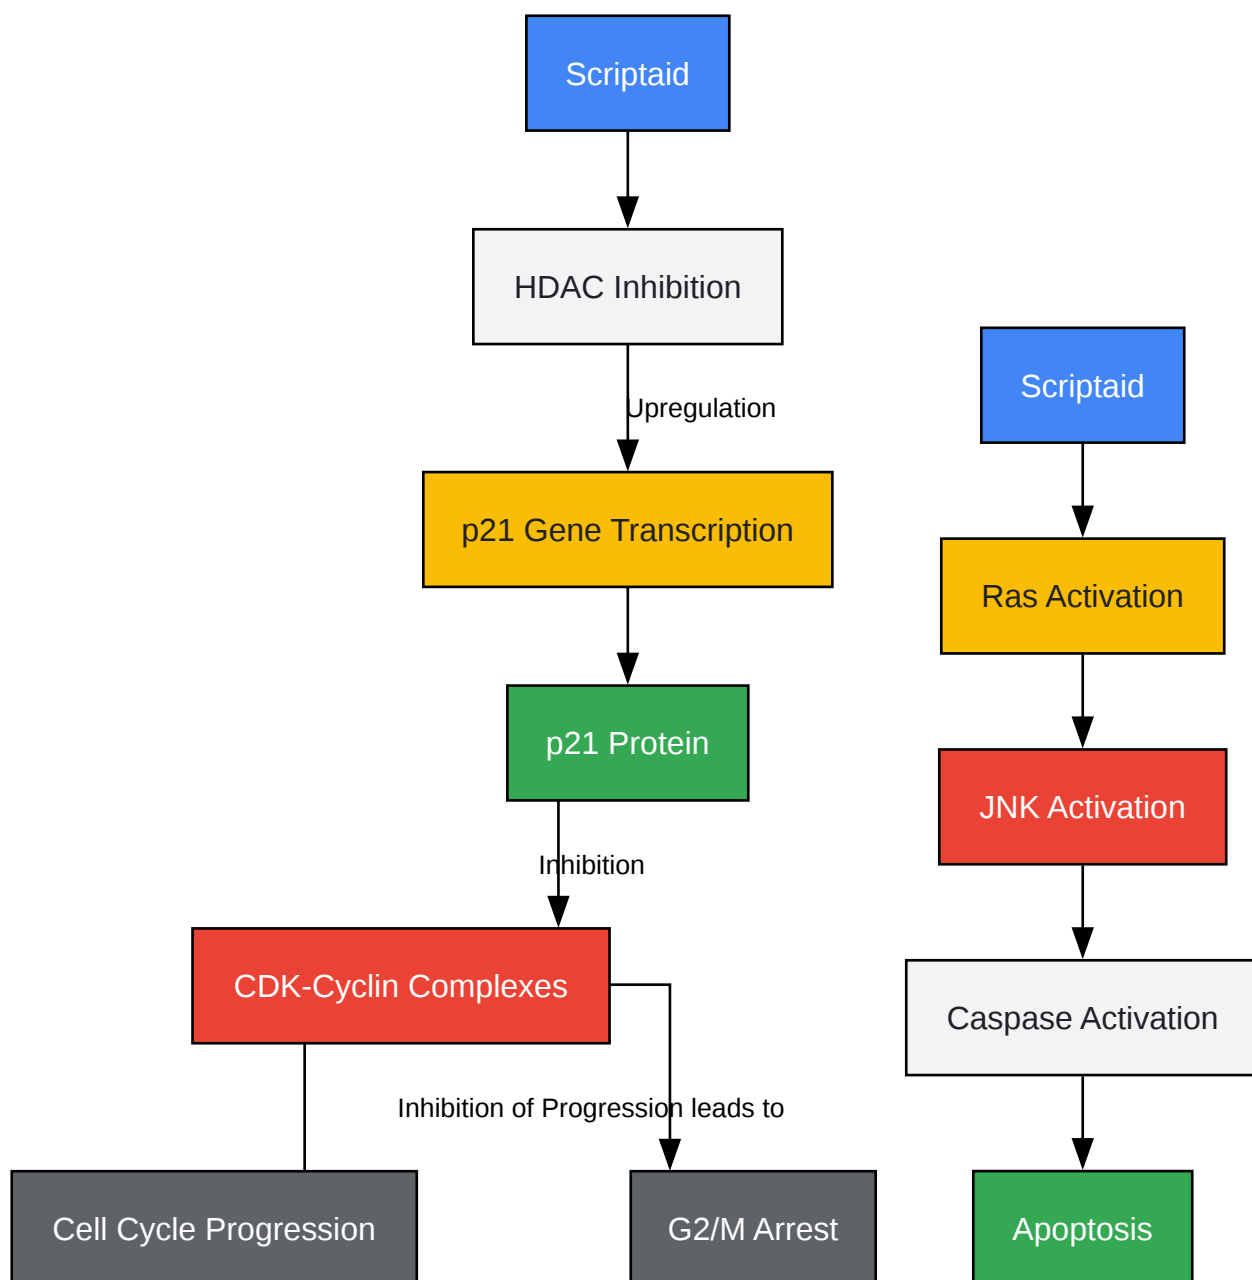 Scriptaid
HDAC Inhibition
Upregulation
p21 Gene Transcription
p21 Protein
Inhibition
CDK-Cyclin Complexes
Inhibition of Progression leads to
Cell Cycle Progression
G2/M Arrest
Scriptaid
Ras Activation
JNK Activation
Caspase Activation
Apoptosis